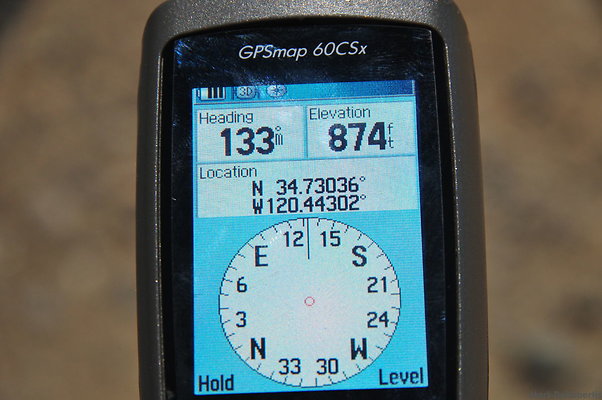 GPSmap 60CSx
3D
Heading
133°m
Elevation
874ft
Location
N 34.73036°
W120.44302°
12 15
E S
6 21
3 24
N W
33 30
Hold Level